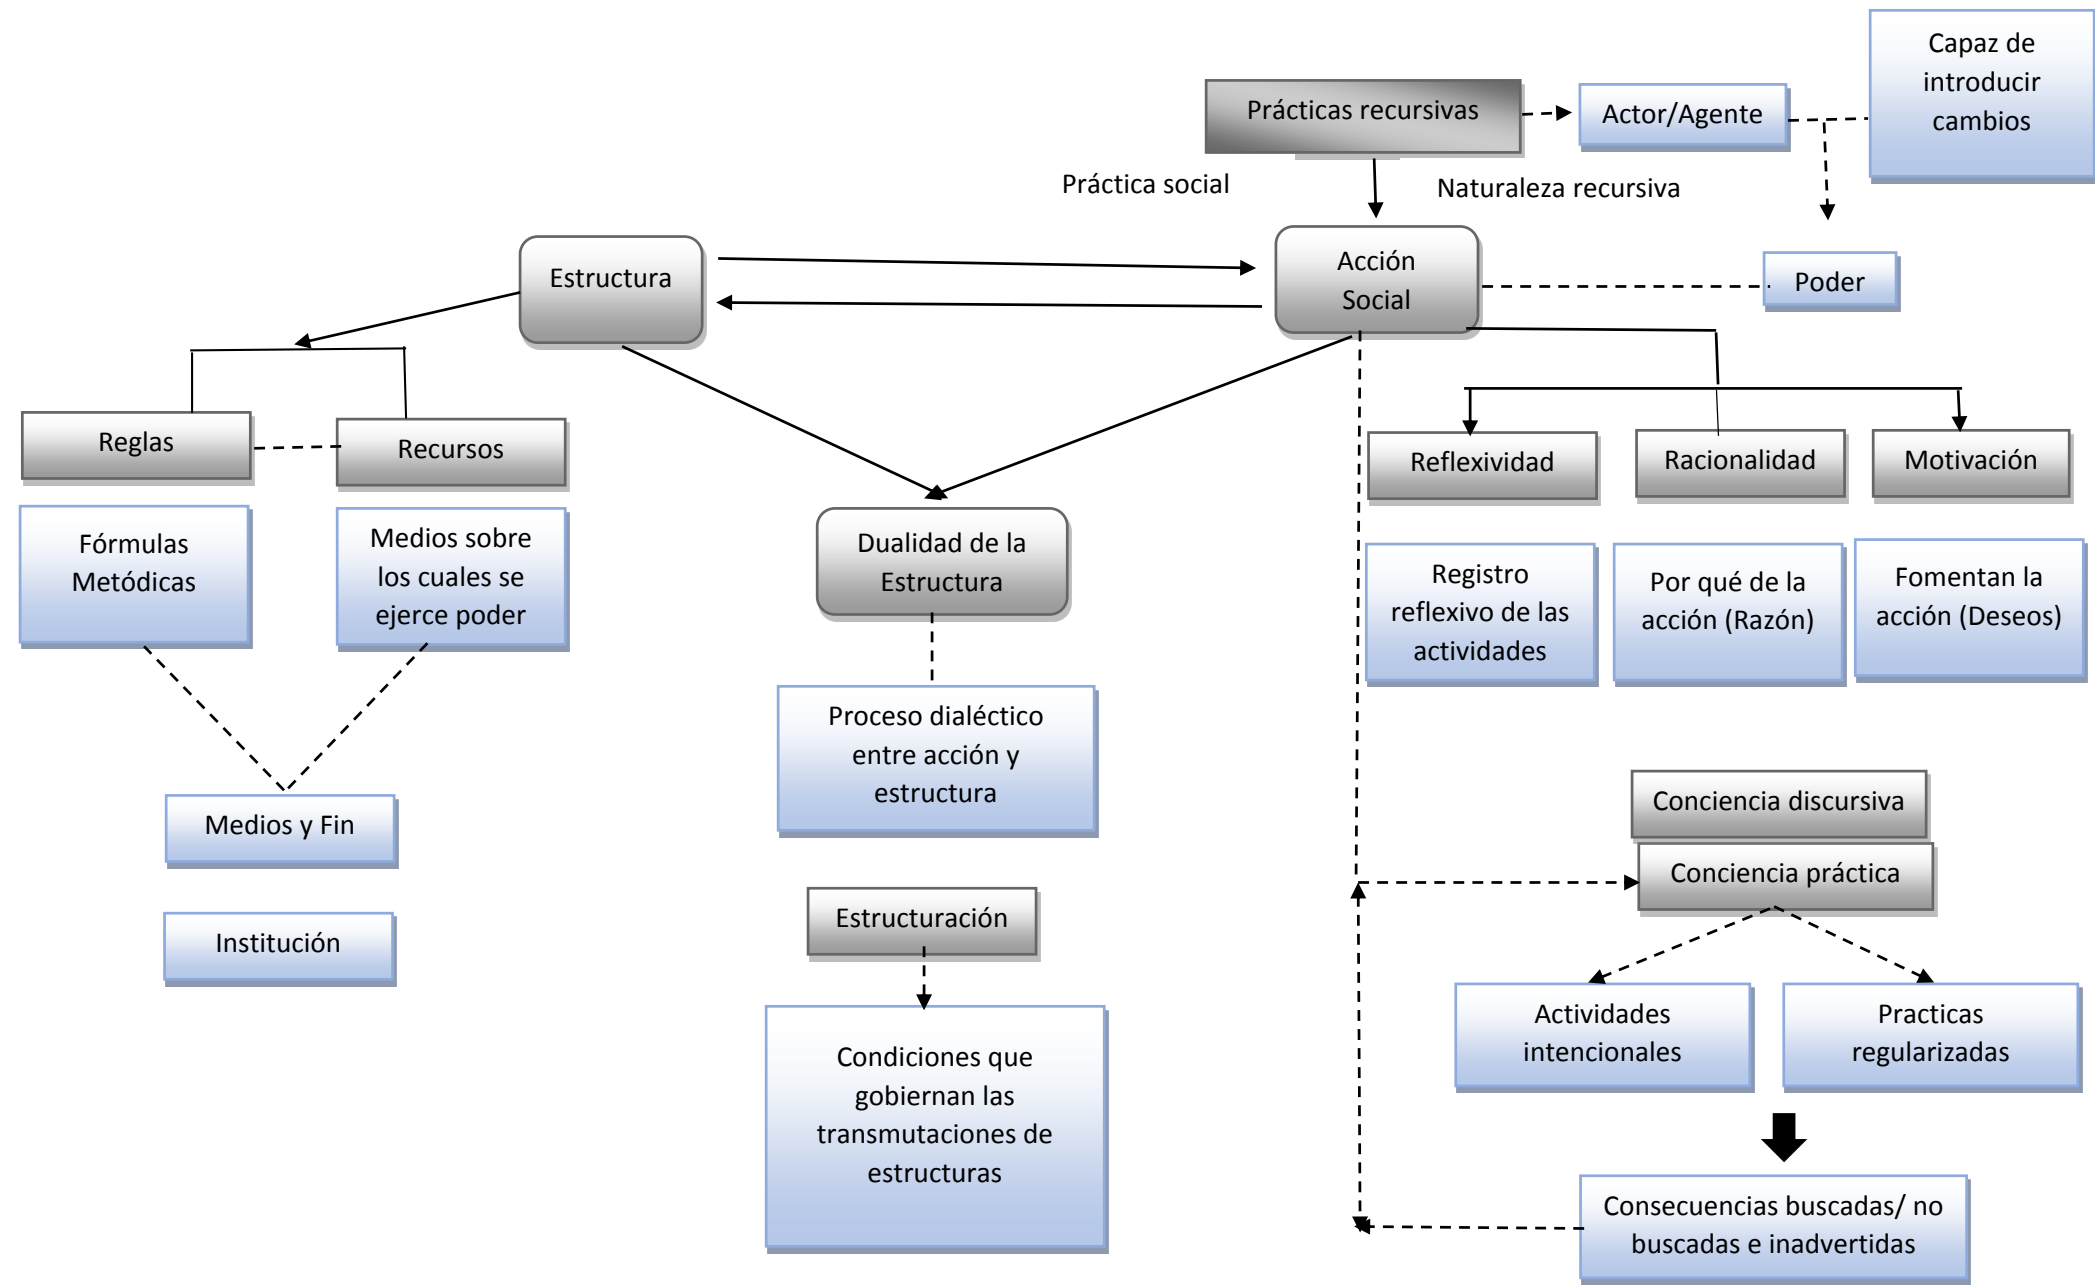 Capaz de
introducir
cambios
Prácticas recursivas
Actor/Agente
Práctica social
Naturaleza recursiva
Estructura
Acción
Social
Poder
Reglas
Recursos
Reflexividad
Racionalidad
Motivación
Fórmulas
Metódicas
Medios sobre
los cuales se
ejerce poder
Dualidad de la
Estructura
Registro
reflexivo de las
actividades
Por qué de la
acción (Razón)
Fomentan la
acción (Deseos)
Proceso dialéctico
entre acción y
estructura
Medios y Fin
Conciencia discursiva
Conciencia práctica
Institución
Estructuración
Actividades
intencionales
Practicas
regularizadas
Condiciones que
gobiernan las
transmutaciones de
estructuras
Consecuencias buscadas/ no
buscadas e inadvertidas